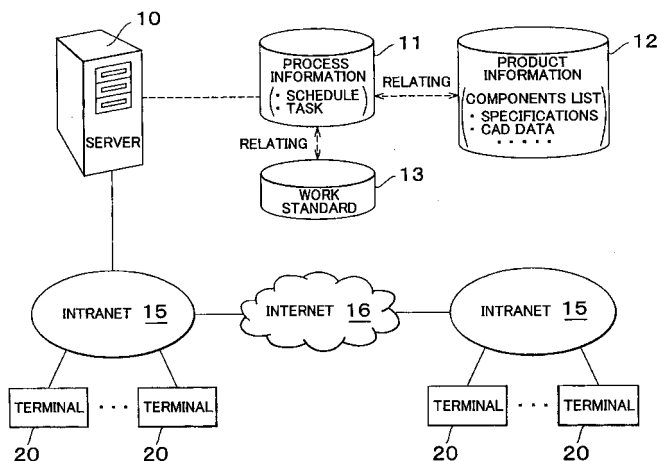 10
SERVER
11
PROCESS
INFORMATION
· SCHEDULE
· TASK
RELATING
12
PRODUCT
INFORMATION
COMPONENTS LIST
· SPECIFICATIONS
· CAD DATA
· · · · ·
RELATING
13
WORK
STANDARD
INTRANET 15
INTERNET 16
INTRANET 15
TERMINAL · · · TERMINAL
20 20
TERMINAL · · · TERMINAL
20 20